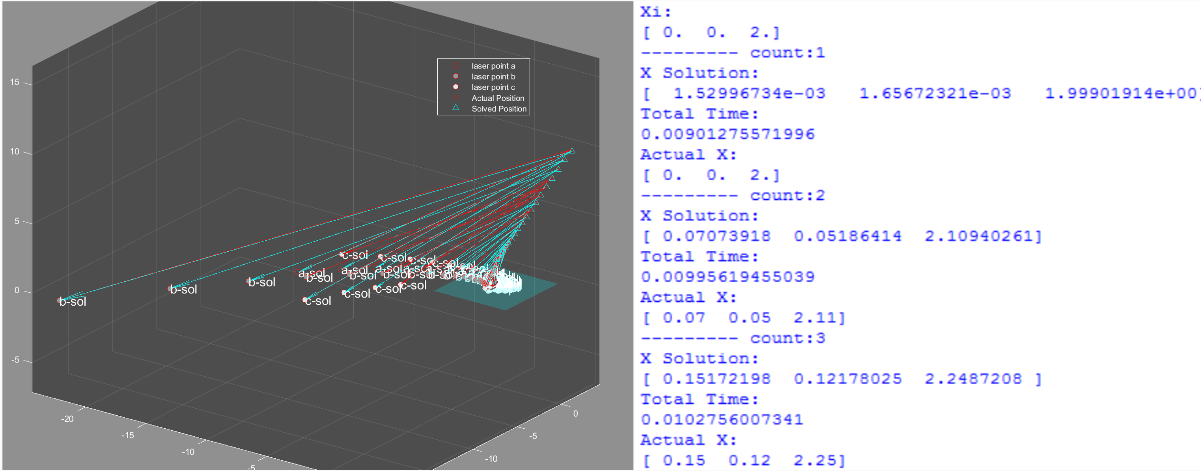 laser point a
laser point b
laser point c
Actual Position
Solved Position
15
10
5
0
-5
-20
-15
-10
-5
-10
-5
0
b-sol
b-sol
b-sol
a-sol
b-sol
c-sol
c-sol
c-sol
c-sol
c-sol
Xi:
[ 0.  0.  2.]
--------- count:1
X Solution:
[  1.52996734e-03   1.65672321e-03   1.99901914e+00]
Total Time:
0.00901275571996
Actual X:
[ 0.  0.  2.]
--------- count:2
X Solution:
[ 0.07073918  0.05186414  2.10940261]
Total Time:
0.00995619455039
Actual X:
[ 0.07  0.05  2.11]
--------- count:3
X Solution:
[ 0.15172198  0.12178025  2.2487208 ]
Total Time:
0.0102756007341
Actual X:
[ 0.15  0.12  2.25]